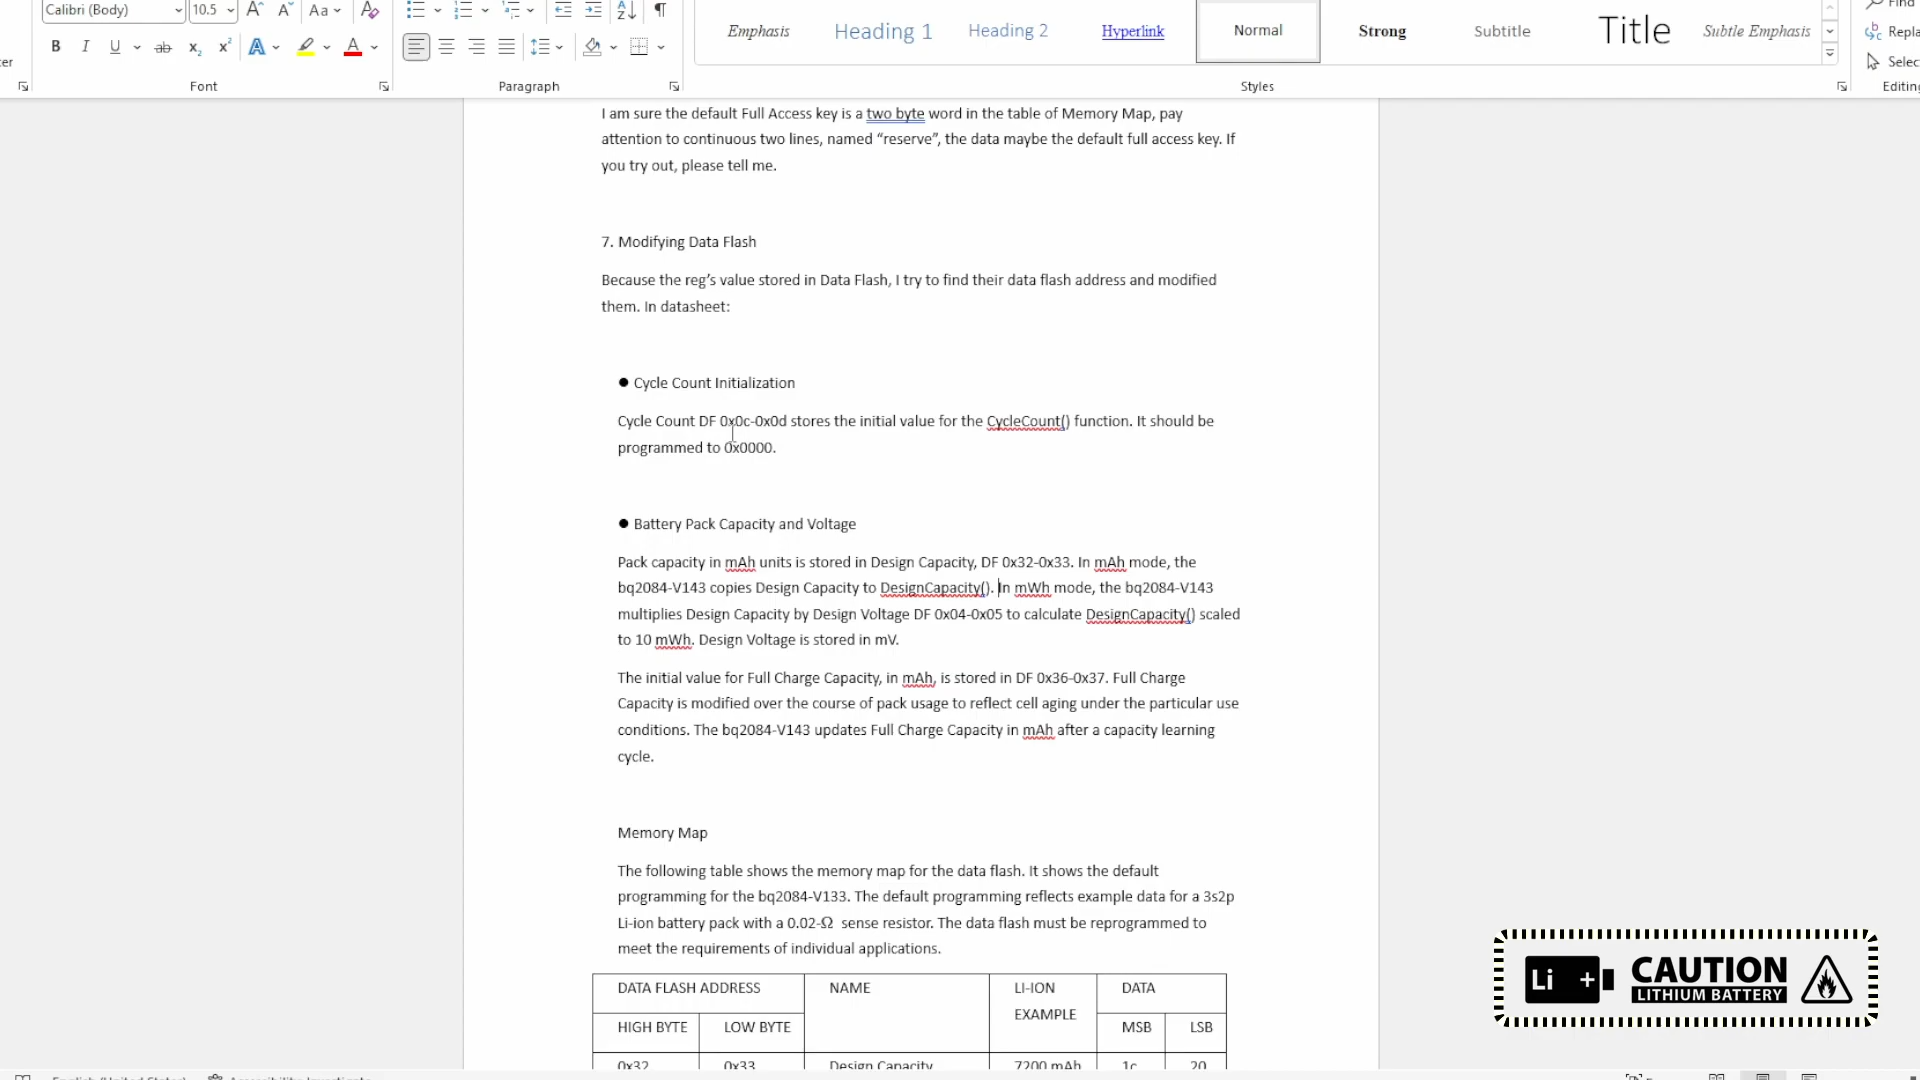 Calibri (Body)
10.5
Aa
Font
Paragraph
Emphasis
Heading 1
Heading 2
Hyperlink
Normal
Strong
Subtitle
Title
Subtle Emphasis
Styles
Find
Repla
Selec
Editing
I am sure the default Full Access key is a two byte word in the table of Memory Map, pay
attention to continuous two lines, named “reserve”, the data maybe the default full access key. If
you try out, please tell me.
7. Modifying Data Flash
Because the reg’s value stored in Data Flash, I try to find their data flash address and modified
them. In datasheet:
● Cycle Count Initialization
Cycle Count DF 0x0c-0x0d stores the initial value for the CycleCount() function. It should be
programmed to 0x0000.
● Battery Pack Capacity and Voltage
Pack capacity in mAh units is stored in Design Capacity, DF 0x32-0x33. In mAh mode, the
bq2084-V143 copies Design Capacity to DesignCapacity(). In mWh mode, the bq2084-V143
multiplies Design Capacity by Design Voltage DF 0x04-0x05 to calculate DesignCapacity() scaled
to 10 mWh. Design Voltage is stored in mV.
The initial value for Full Charge Capacity, in mAh, is stored in DF 0x36-0x37. Full Charge
Capacity is modified over the course of pack usage to reflect cell aging under the particular use
conditions. The bq2084-V143 updates Full Charge Capacity in mAh after a capacity learning
cycle.
Memory Map
The following table shows the memory map for the data flash. It shows the default
programming for the bq2084-V133. The default programming reflects example data for a 3s2p
Li-ion battery pack with a 0.02-Ω sense resistor. The data flash must be reprogrammed to
meet the requirements of individual applications.
DATA FLASH ADDRESS
NAME
LI-ION
EXAMPLE
DATA
HIGH BYTE
LOW BYTE
MSB
LSB
0x32
0x33
Design Capacity
7200 mAh
1c
20
Li +
CAUTION
LITHIUM BATTERY